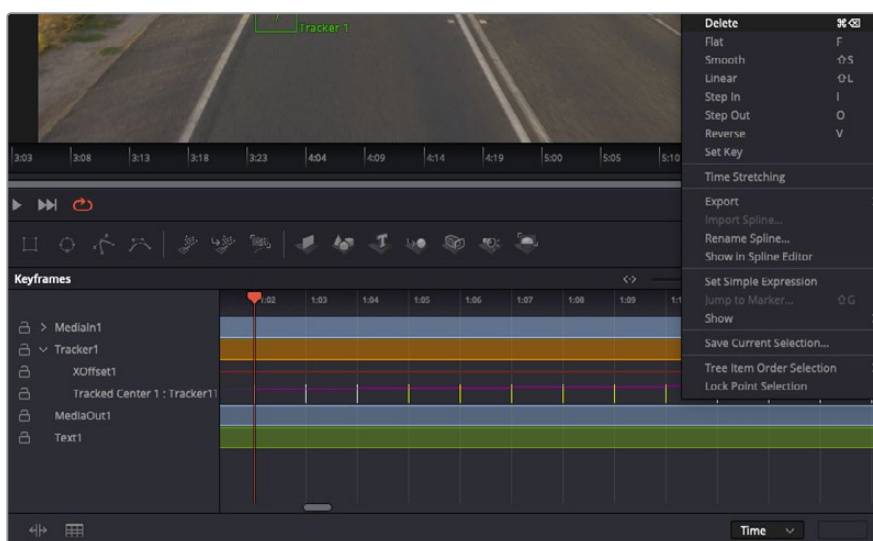 Tracker 1
Delete ⌘⌫
Flat F
Smooth ⇧S
Linear ⇧L
Step In I
Step Out O
Reverse V
Set Key
Time Stretching
Export
Import Spline...
Rename Spline...
Show in Spline Editor
Set Simple Expression
Jump to Marker... ⇧G
Show
Save Current Selection...
Tree Item Order Selection
Lock Point Selection
3:03 3:08 3:13 3:18 3:23 4:04 4:09 4:14 4:19 5:00 5:05 5:10
T
Keyframes
1:02 1:03 1:04 1:05 1:06 1:07 1:08 1:09
MediaIn1
Tracker1
XOffset1
Tracked Center 1 : Tracker11
MediaOut1
Text1
Time